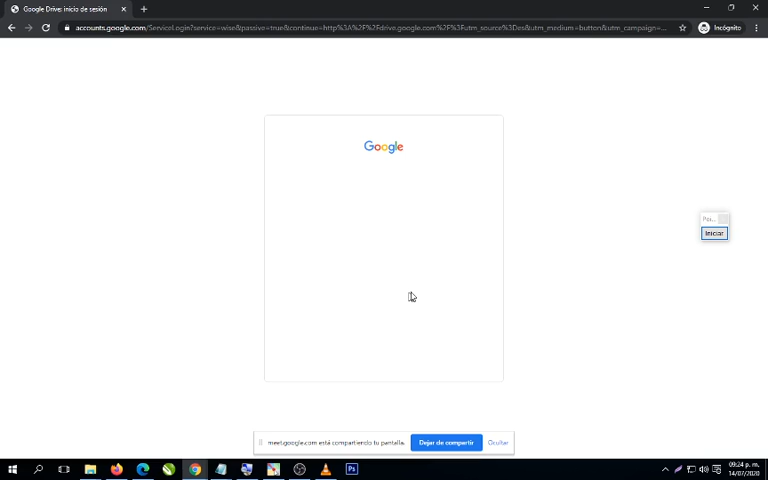 Google Drive: inicio de sesión
accounts.google.com/ServiceLogin?service=wise&passive=true&continue=http%3A%2F%2Fdrive.google.com%2F%3Futm_source%3Des&utm_medium=button&utm_campaign=...
Incógnito
Google
Iniciar
meet.google.com está compartiendo tu pantalla.
Dejar de compartir
Ocultar
Ps
09:24 p. m.
14/07/2020